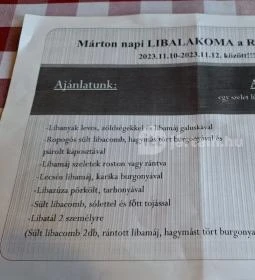 Márton napi LIBALAKOMA a R
2023.11.10-2023.11.12. között!!!
Ajánlatunk:
A
egy szelet l
-Libanyak leves, zöldségekkel és libamáj galuskával
-Ropogós sült libacomb, hagymás tört burgonyával és
párolt káposztával
-Libamáj szeletek roston vagy rántva
-Lecsós libamáj, karika burgonyával
-Libazúza pörkölt, tarhonyával
-Sült libacomb, sólettel és főtt tojással
-Libatál 2 személyre
(Sült libacomb 2db, rántott libamáj, hagymást tört burgonya